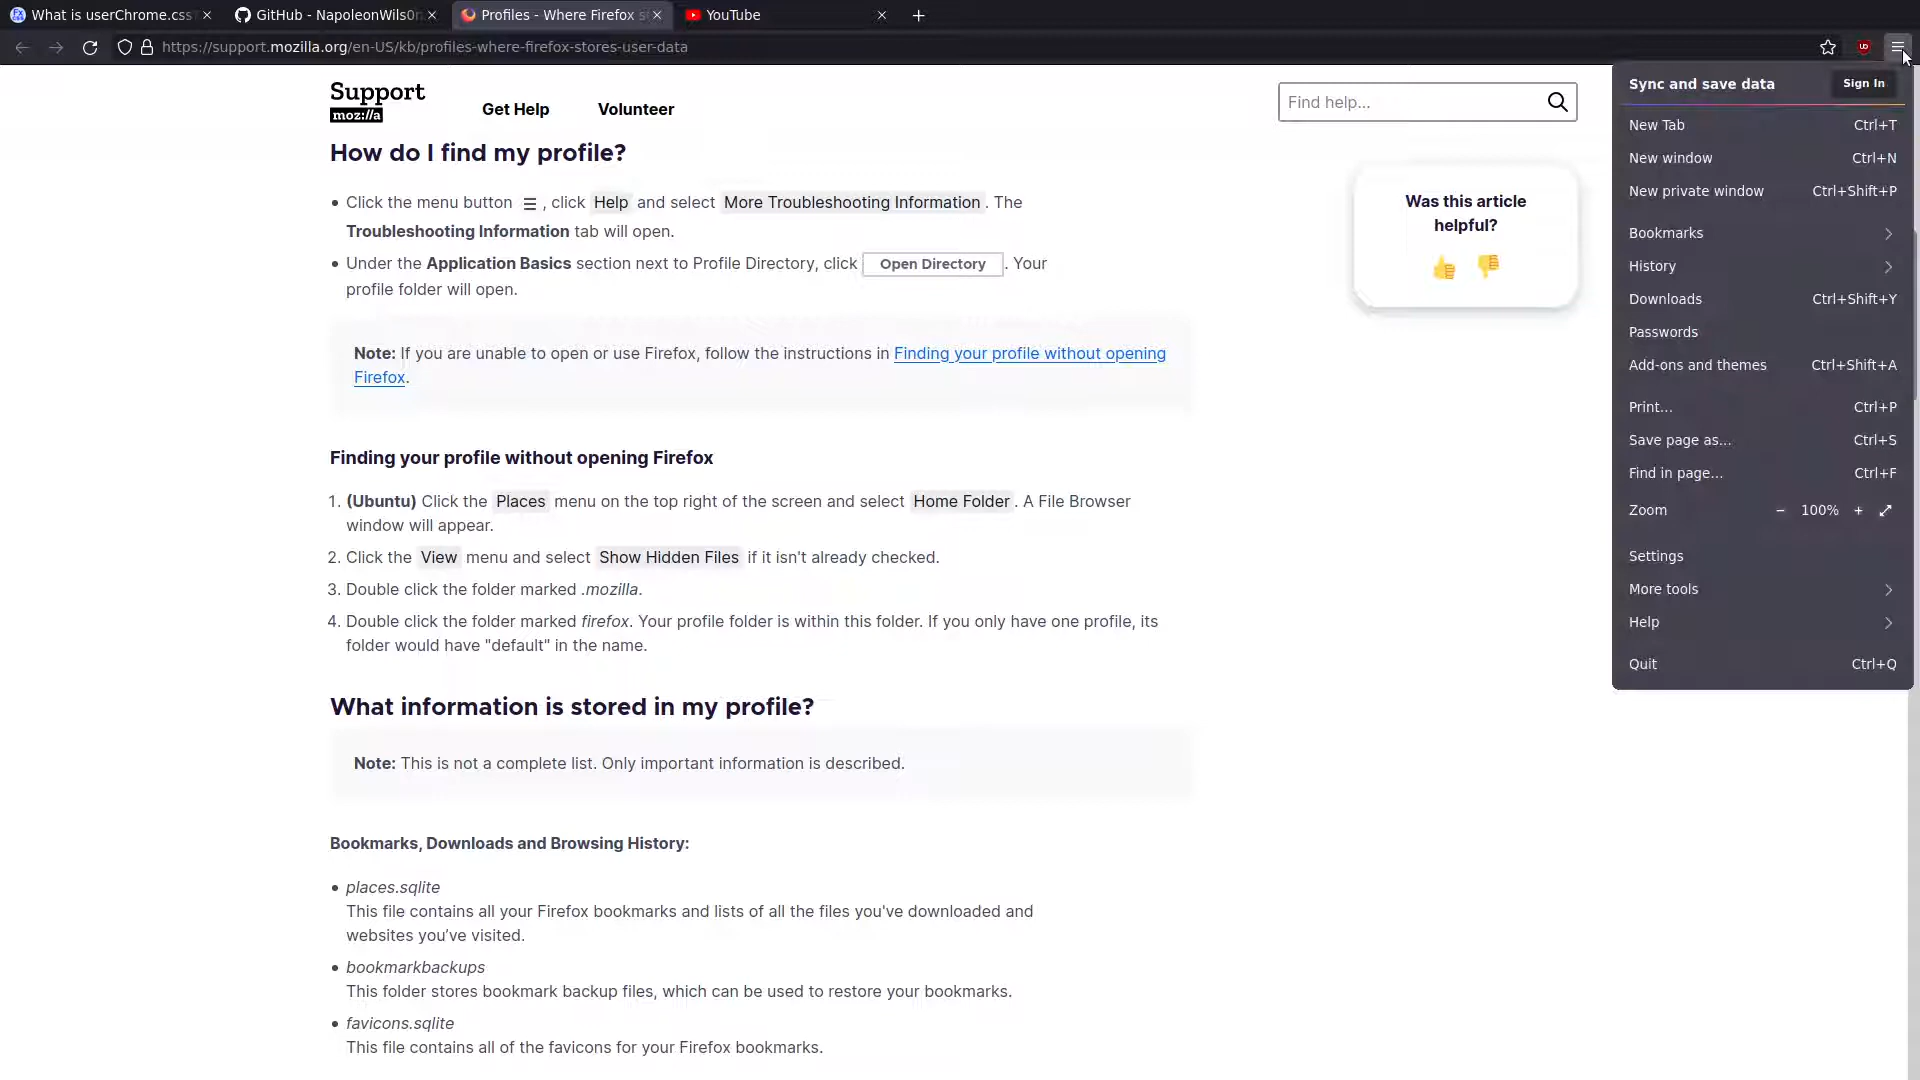 What is userChrome.css
GitHub - NapoleonWils0n
Profiles - Where Firefox s
YouTube
https://support.mozilla.org/en-US/kb/profiles-where-firefox-stores-user-data
Support
moz://a
Get Help
Volunteer
Find help...
How do I find my profile?
• Click the menu button ☰ , click Help and select More Troubleshooting Information . The
Troubleshooting Information tab will open.
• Under the Application Basics section next to Profile Directory, click Open Directory . Your
profile folder will open.
Note: If you are unable to open or use Firefox, follow the instructions in Finding your profile without opening
Firefox.
Finding your profile without opening Firefox
1. (Ubuntu) Click the Places menu on the top right of the screen and select Home Folder . A File Browser
window will appear.
2. Click the View menu and select Show Hidden Files if it isn't already checked.
3. Double click the folder marked .mozilla.
4. Double click the folder marked firefox. Your profile folder is within this folder. If you only have one profile, its
folder would have "default" in the name.
What information is stored in my profile?
Note: This is not a complete list. Only important information is described.
Bookmarks, Downloads and Browsing History:
• places.sqlite
This file contains all your Firefox bookmarks and lists of all the files you've downloaded and
websites you’ve visited.
• bookmarkbackups
This folder stores bookmark backup files, which can be used to restore your bookmarks.
• favicons.sqlite
This file contains all of the favicons for your Firefox bookmarks.
Was this article
helpful?
Sync and save data Sign In
New Tab Ctrl+T
New window Ctrl+N
New private window Ctrl+Shift+P
Bookmarks
History
Downloads Ctrl+Shift+Y
Passwords
Add-ons and themes Ctrl+Shift+A
Print... Ctrl+P
Save page as... Ctrl+S
Find in page... Ctrl+F
Zoom − 100% +
Settings
More tools
Help
Quit Ctrl+Q